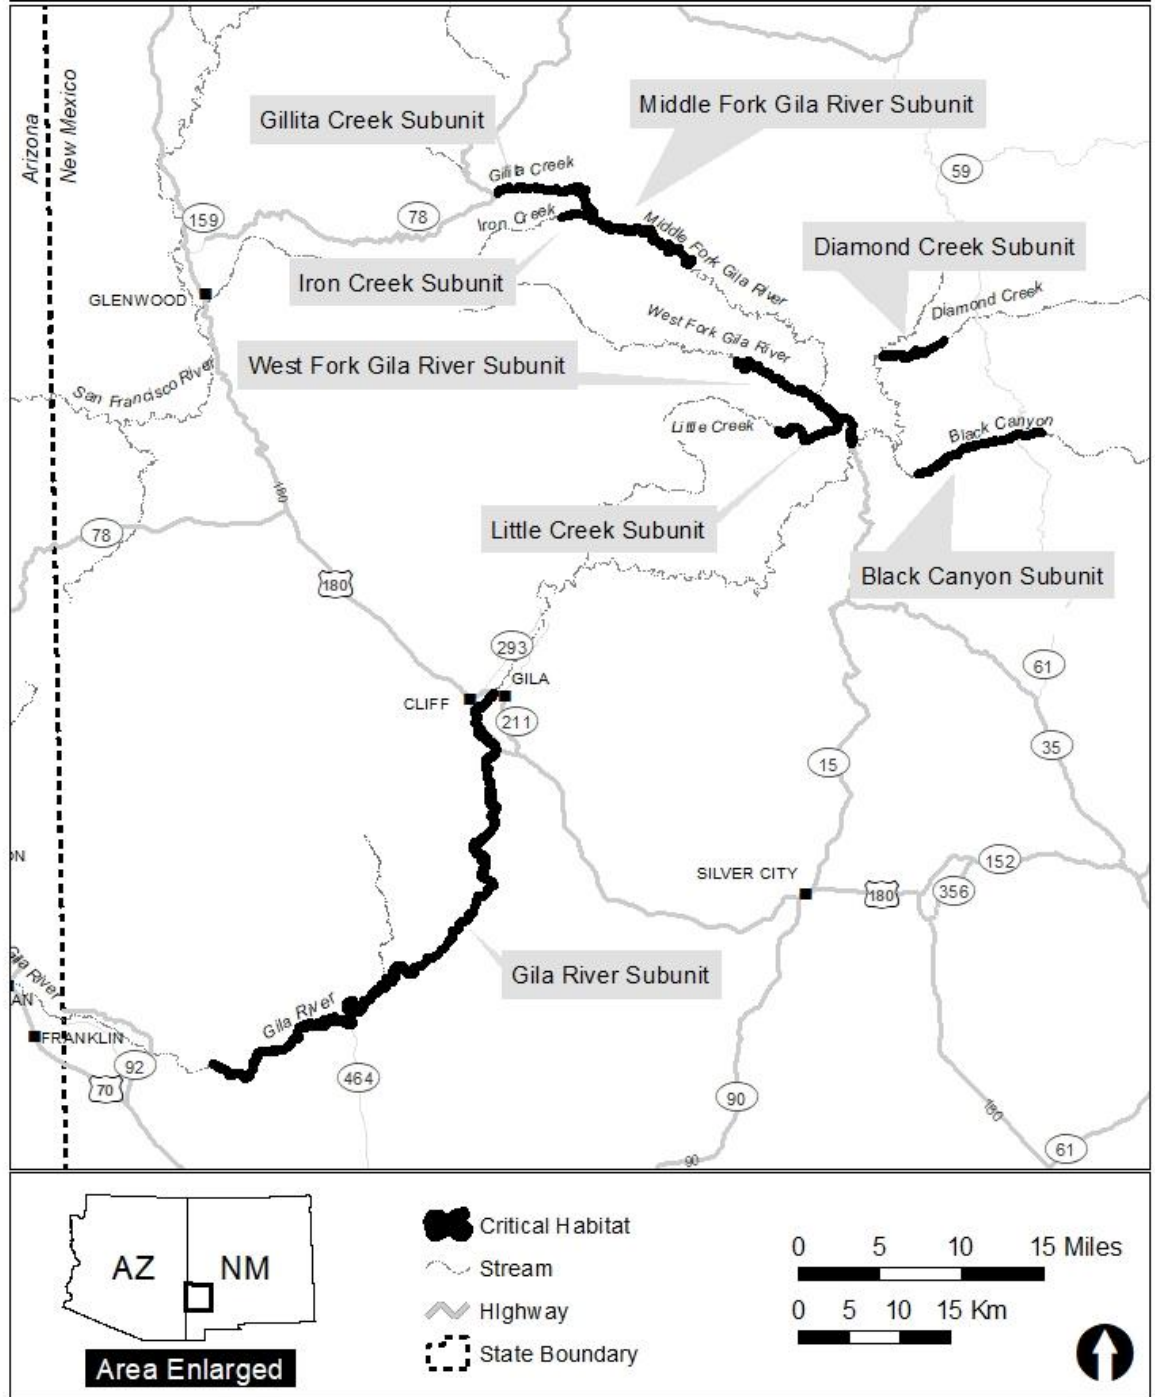 Arizona
New Mexico
Gillita Creek Subunit
Middle Fork Gila River Subunit
Gillita Creek
59
159
78
Iron Creek
Middle Fork Gila River
Diamond Creek Subunit
Iron Creek Subunit
GLENWOOD
Diamond Creek
West Fork Gila River
West Fork Gila River Subunit
San Francisco River
Little Creek
Black Canyon
180
78
Little Creek Subunit
180
Black Canyon Subunit
293
GILA
61
CLIFF
211
35
15
ON
SILVER CITY
152
180
356
Gila River
Gila River Subunit
AN
Gila River
FRANKLIN
92
70
464
90
180
61
90
AZ
NM
Area Enlarged
Critical Habitat
Stream
HIghway
State Boundary
0 5 10 15 Miles
0 5 10 15 Km